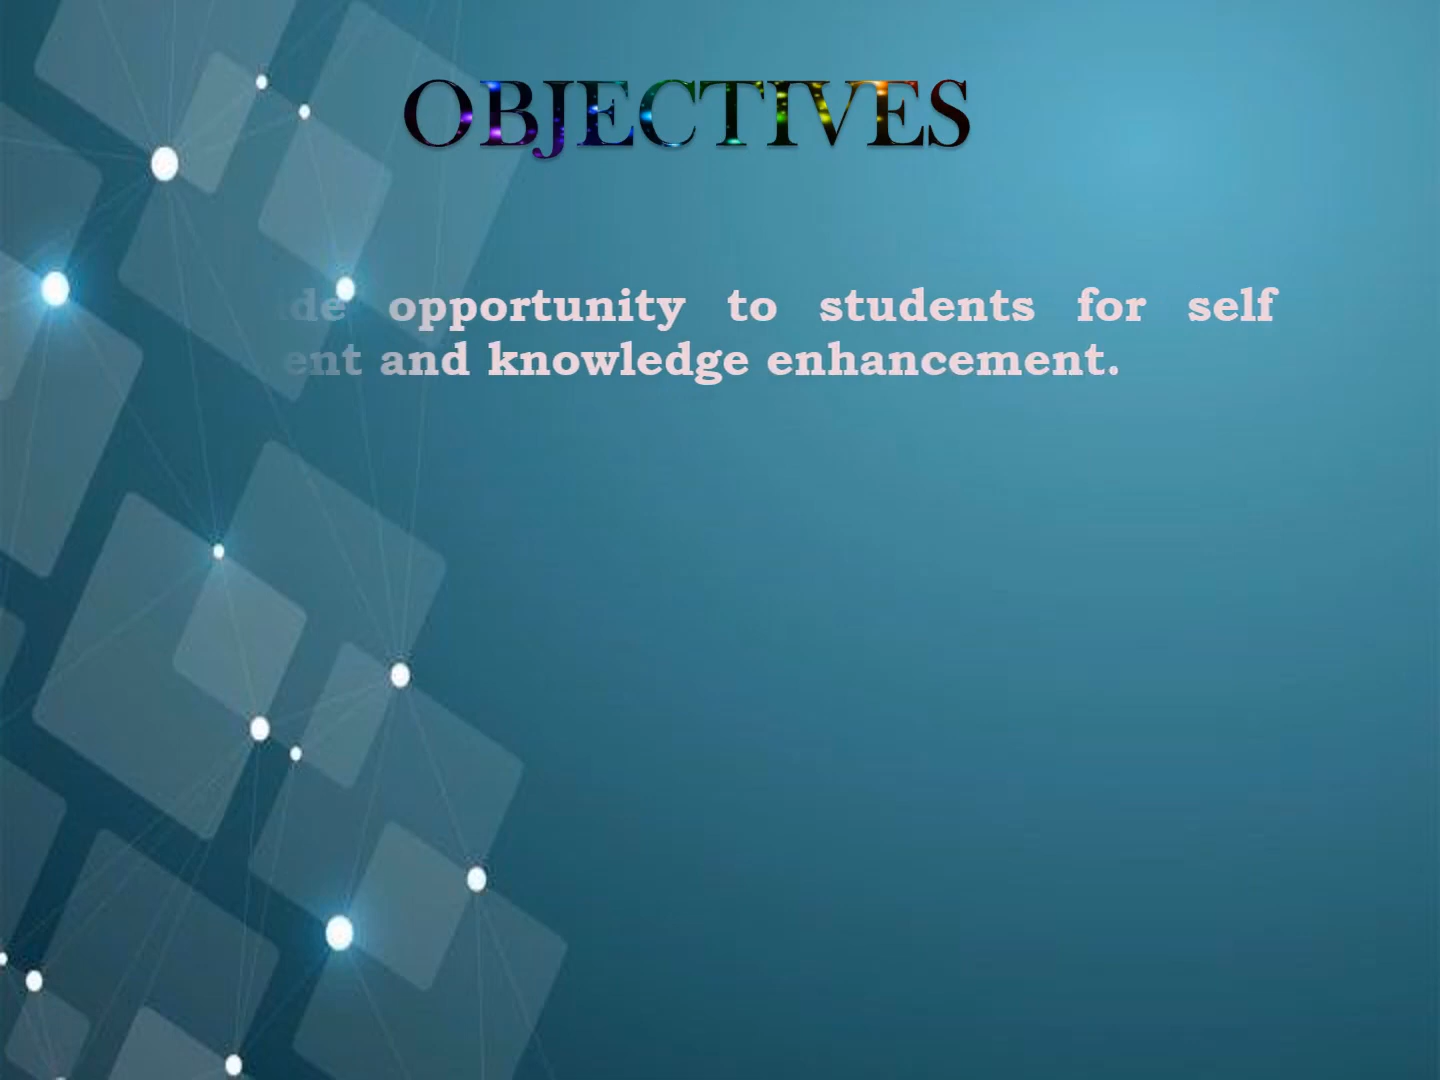 OBJECTIVES
opportunity to students for self
and knowledge enhancement.